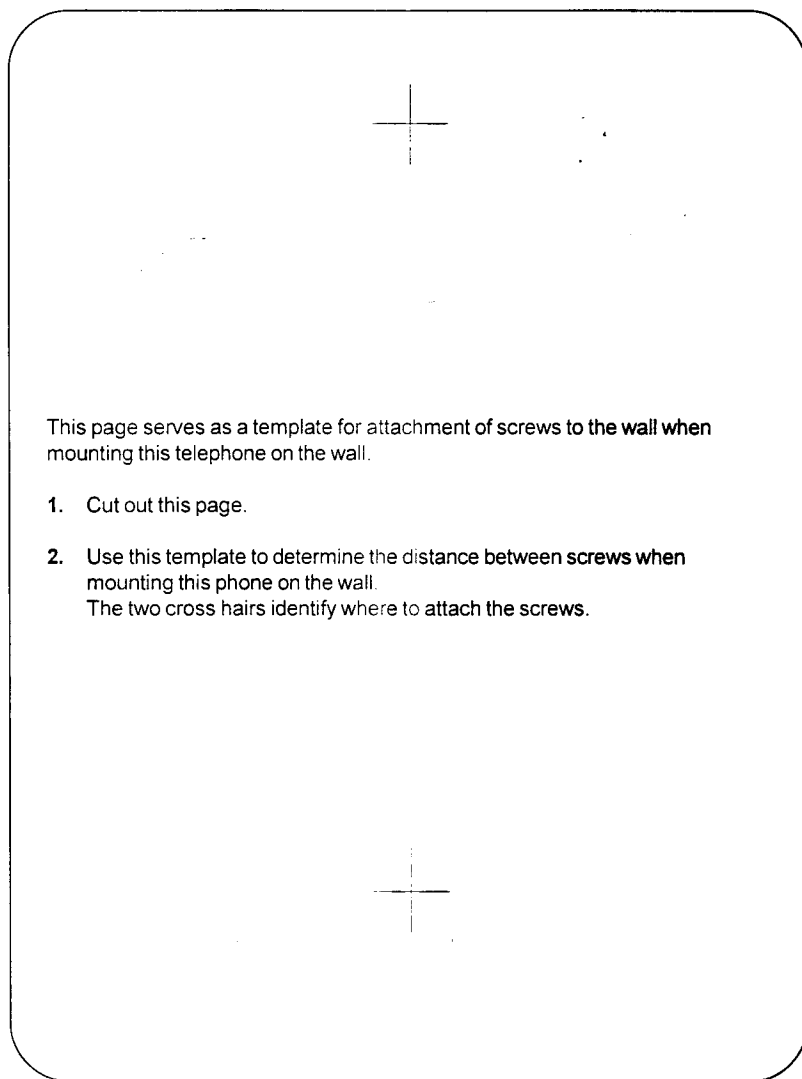 This page serves as a template for attachment of screws to the wall when
mounting this telephone on the wall.
1. Cut out this page.
2. Use this template to determine the distance between screws when
mounting this phone on the wall.
The two cross hairs identify where to attach the screws.